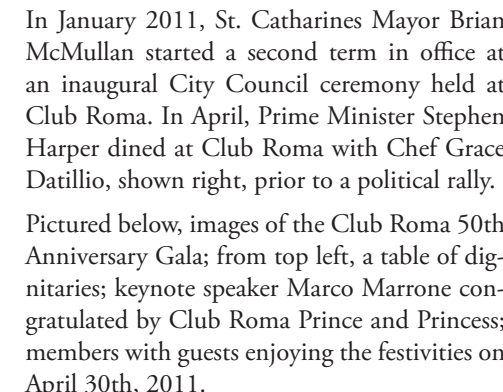 In January 2011, St. Catharines Mayor Brian
McMullan started a second term in office at
an inaugural City Council ceremony held at
Club Roma. In April, Prime Minister Stephen
Harper dined at Club Roma with Chef Grace
Datillio, shown right, prior to a political rally.
Pictured below, images of the Club Roma 50th
Anniversary Gala; from top left, a table of dig-
nitaries; keynote speaker Marco Marrone con-
gratulated by Club Roma Prince and Princess;
members with guests enjoying the festivities on
April 30th, 2011.